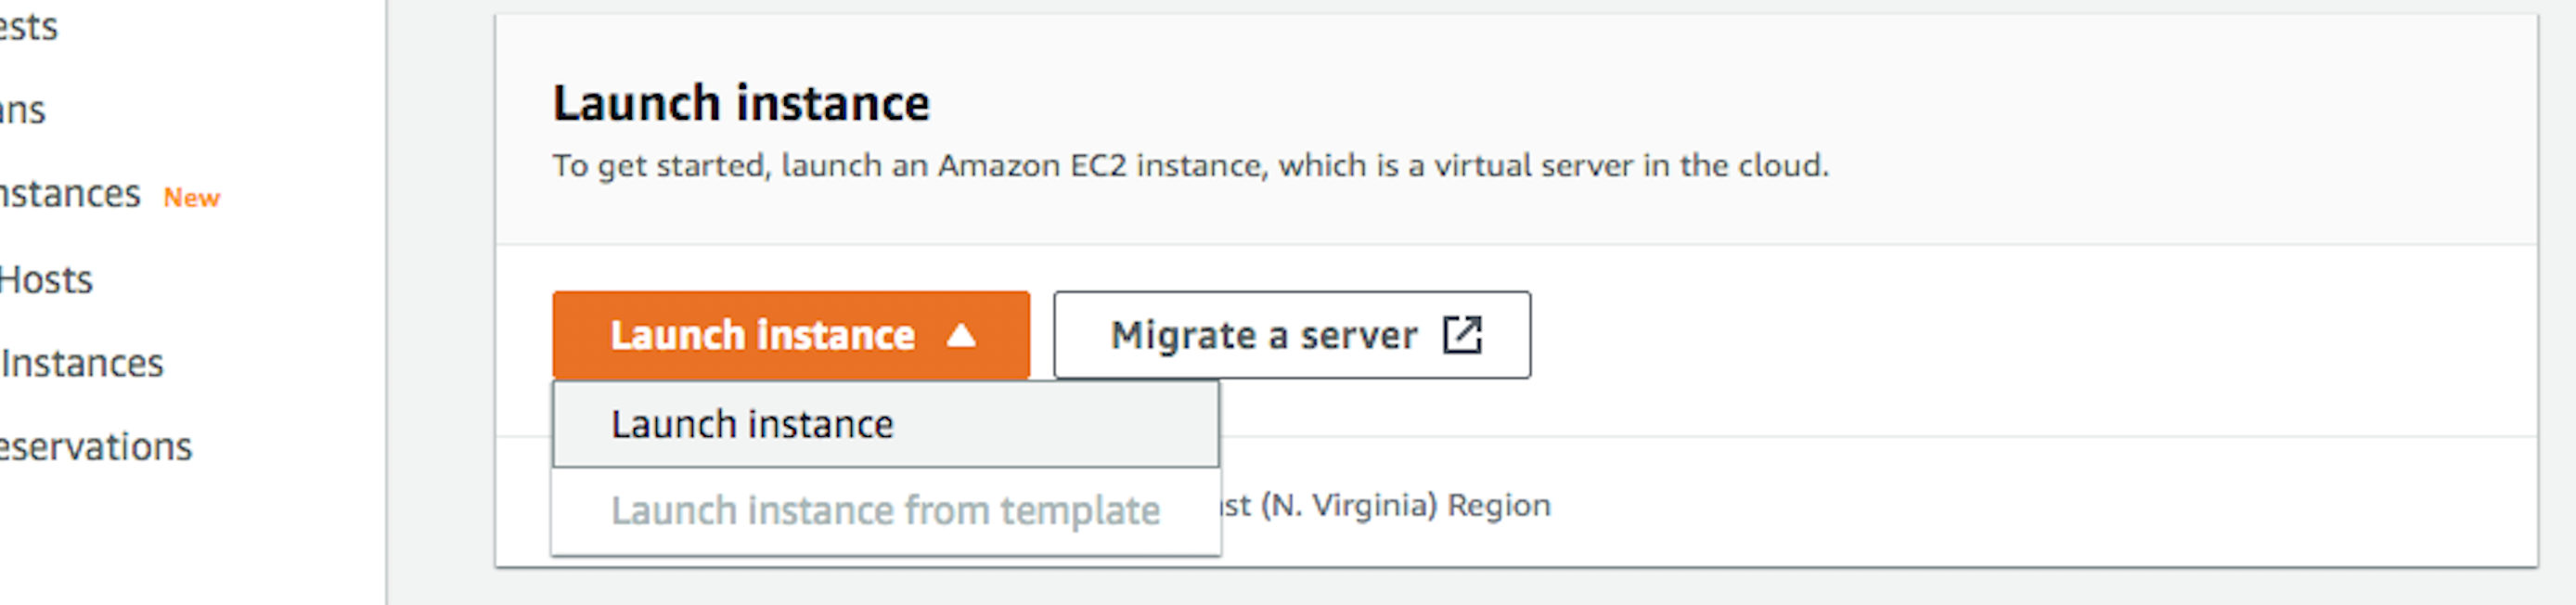 ests
ans
nstances New
Hosts
Instances
eservations
Launch instance
To get started, launch an Amazon EC2 instance, which is a virtual server in the cloud.
Launch instance
Migrate a server
Launch instance
Launch instance from template
st (N. Virginia) Region